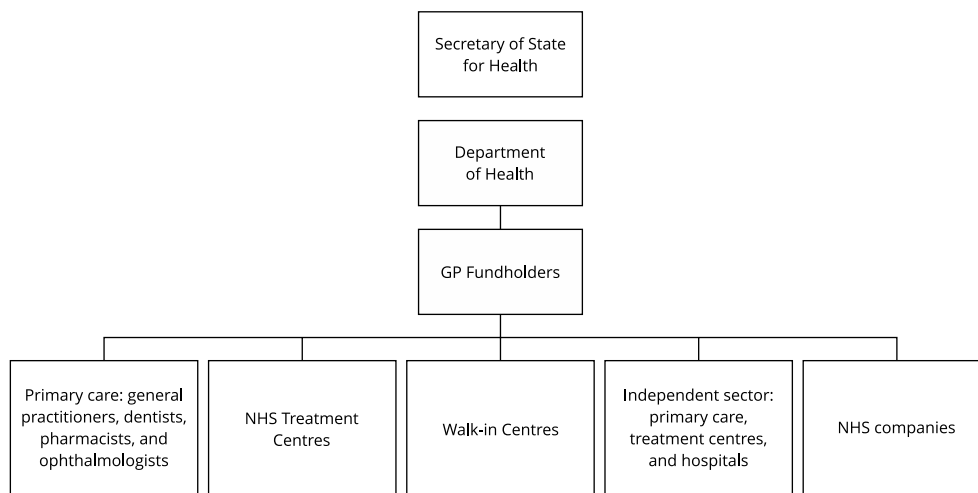 Secretary of State
for Health
Department
of Health
GP Fundholders
Primary care: general
practitioners, dentists,
pharmacists, and
ophthalmologists
NHS Treatment
Centres
Walk-in Centres
Independent sector:
primary care,
treatment centres,
and hospitals
NHS companies